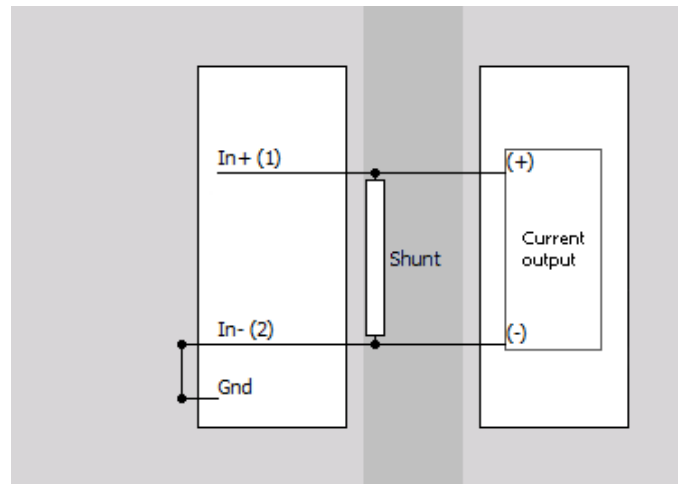 In+ (1)
(+)
Shunt
Current
output
In- (2)
(-)
Gnd